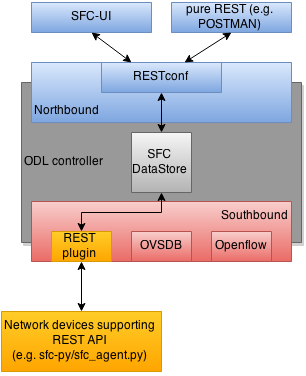 SFC-UI
pure REST (e.g.
POSTMAN)
RESTconf
Northbound
ODL controller
SFC
DataStore
Southbound
REST
plugin
OVSDB
Openflow
Network devices supporting
REST API
(e.g. sfc-py/sfc_agent.py)